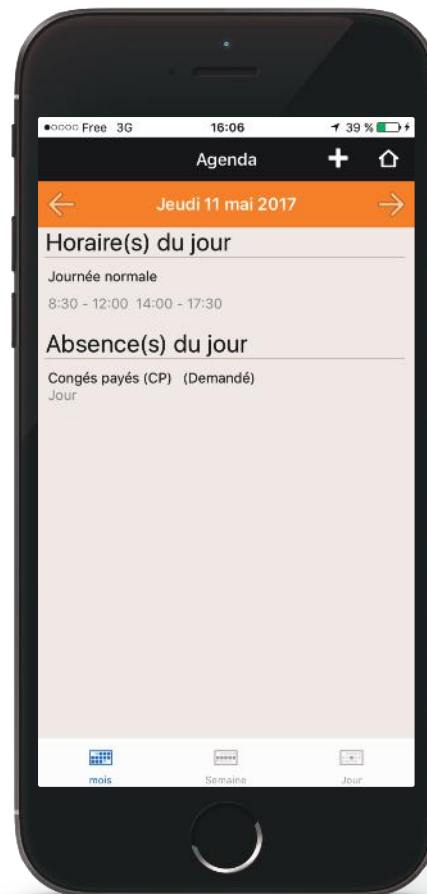 ●○○○○ Free 3G 16:06 39 %
Agenda
Jeudi 11 mai 2017
Horaire(s) du jour
Journée normale
8:30 - 12:00 14:00 - 17:30
Absence(s) du jour
Congés payés (CP) (Demandé)
Jour
mois Semaine Jour